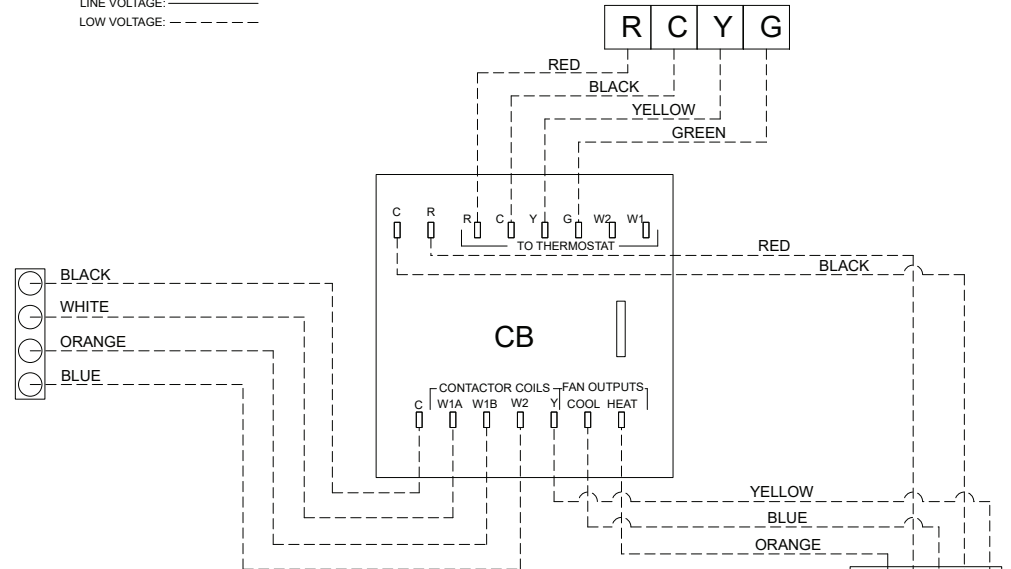 LINE VOLTAGE:
LOW VOLTAGE:
R C Y G
RED
BLACK
YELLOW
GREEN
C R R C Y G W2 W1
TO THERMOSTAT
RED
BLACK
BLACK
WHITE
ORANGE
BLUE
CB
CONTACTOR COILS FAN OUTPUTS
C W1A W1B W2 Y COOL HEAT
YELLOW
BLUE
ORANGE